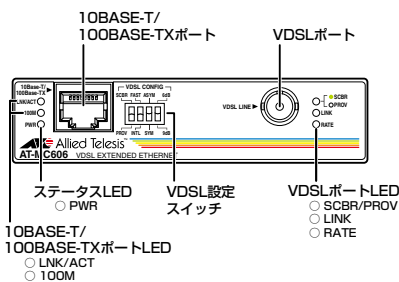 10BASE-T/
100BASE-TXポート
VDSLポート
10Base-T/
100Base-TX
LNK/ACT
100M
PWR
VDSL CONFIG
SCBR FAST ASYM 6dB
PROV INTL SYM 9dB
VDSL LINE
SCBR
PROV
LINK
RATE
Allied Telesis
AT-MC606 VDSL EXTENDED ETHERNET
ステータスLED
○ PWR
VDSL設定
スイッチ
VDSLポートLED
○ SCBR/PROV
○ LINK
○ RATE
10BASE-T/
100BASE-TXポートLED
○ LNK/ACT
○ 100M